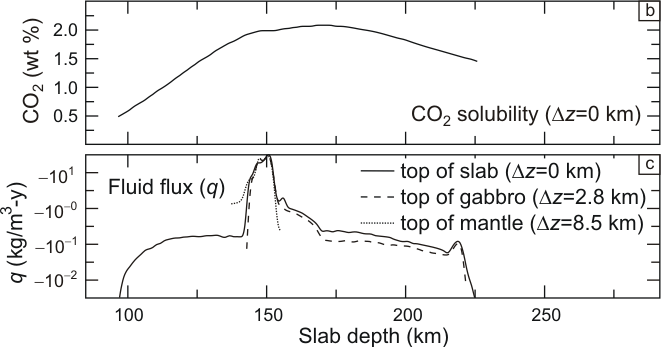 b
CO₂ (wt %)
2.0
1.5
1.0
0.5
CO₂ solubility (Δz=0 km)
c
q (kg/m³-y)
−10¹
−10⁰
−10⁻¹
−10⁻²
Fluid flux (q)
top of slab (Δz=0 km)
top of gabbro (Δz=2.8 km)
top of mantle (Δz=8.5 km)
100 150 200 250
Slab depth (km)